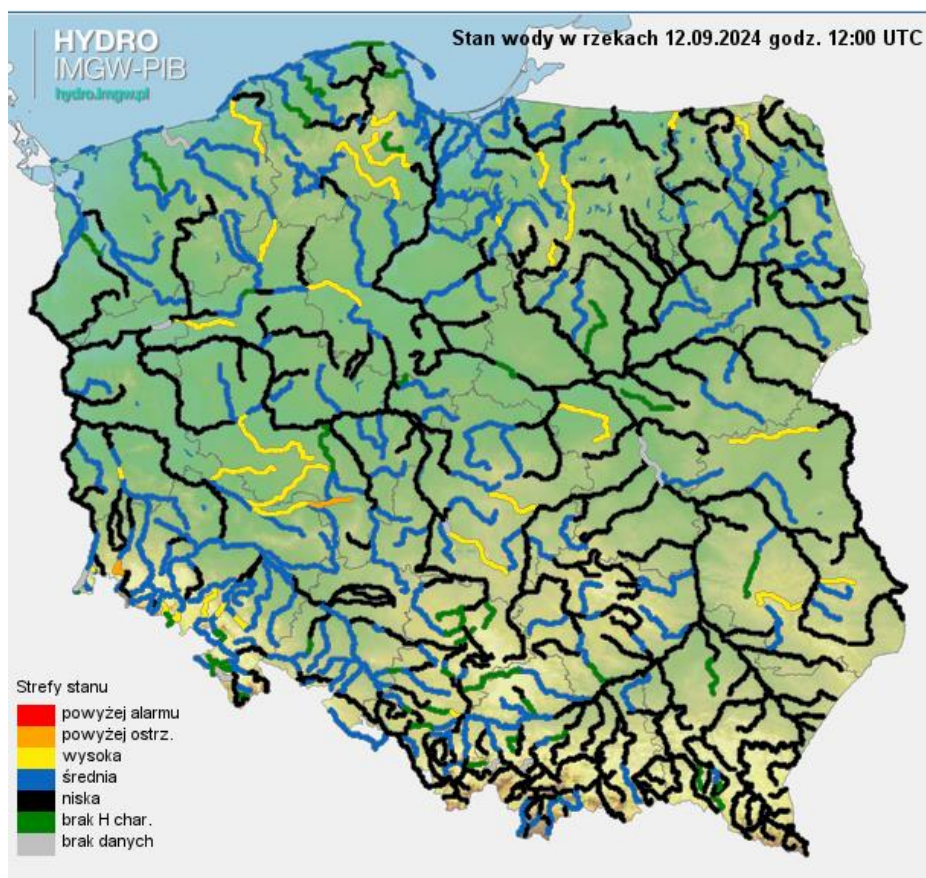 HYDRO
IMGW-PIB
hydro.imgw.pl
Stan wody w rzekach 12.09.2024 godz. 12:00 UTC
Strefy stanu
powyżej alarmu
powyżej ostrz.
wysoka
średnia
niska
brak H char.
brak danych